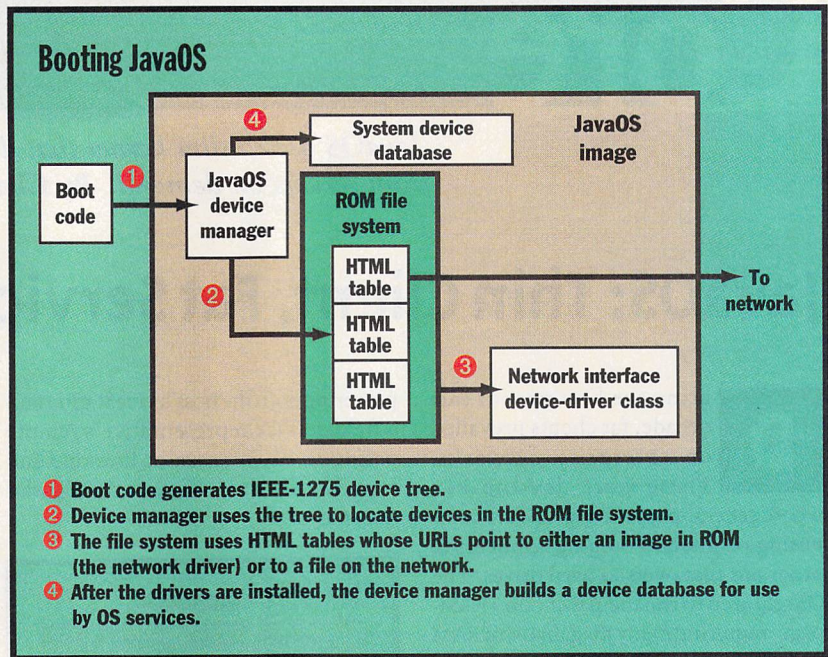 Booting JavaOS
JavaOS
image
4
System device
database
1
Boot
code
JavaOS
device
manager
ROM file
system
HTML
table
HTML
table
HTML
table
To
network
2
3
Network interface
device-driver class
1 Boot code generates IEEE-1275 device tree.
2 Device manager uses the tree to locate devices in the ROM file system.
3 The file system uses HTML tables whose URLs point to either an image in ROM
(the network driver) or to a file on the network.
4 After the drivers are installed, the device manager builds a device database for use
by OS services.